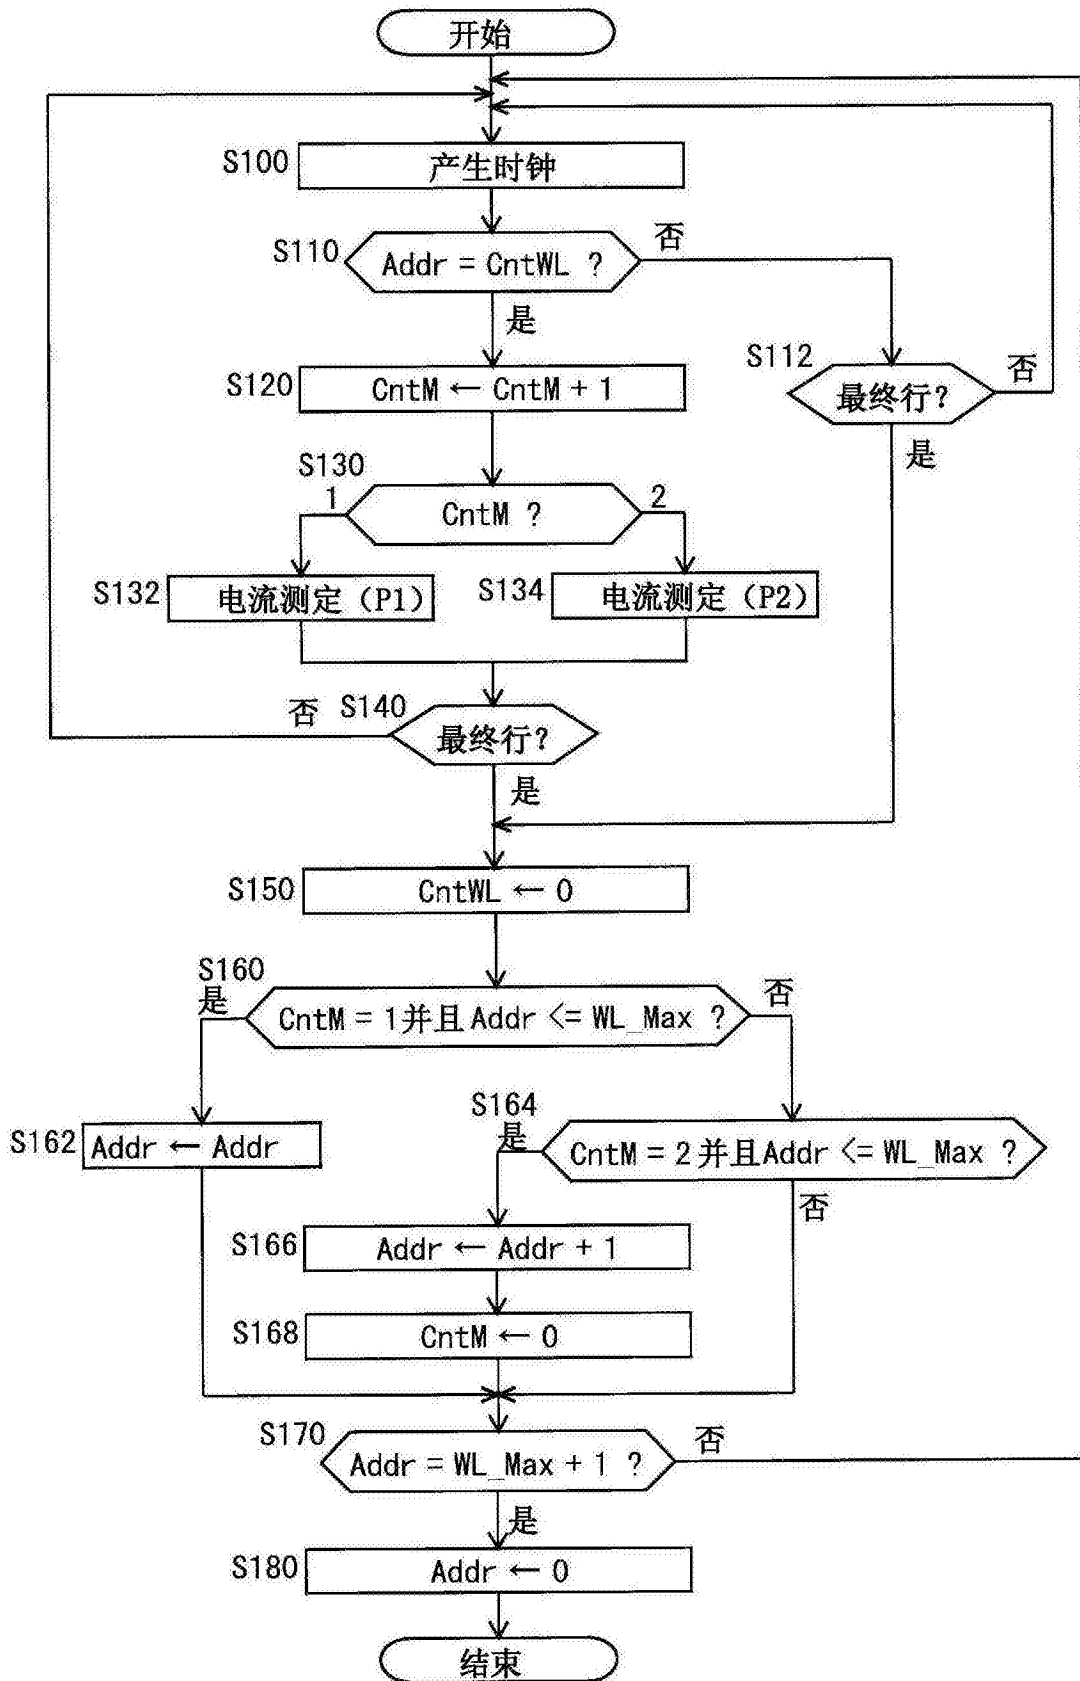 开始
S100 产生时钟
S110 Addr = CntWL ?
否
是
S112 最终行?
否
是
S120 CntM ← CntM + 1
S130 CntM ?
1
2
S132 电流测定 (P1)
S134 电流测定 (P2)
S140 最终行?
否
是
S150 CntWL ← 0
S160 CntM = 1并且Addr <= WL_Max ?
是
否
S162 Addr ← Addr
S164 CntM = 2并且Addr <= WL_Max ?
是
否
S166 Addr ← Addr + 1
S168 CntM ← 0
S170 Addr = WL_Max + 1 ?
否
是
S180 Addr ← 0
结束